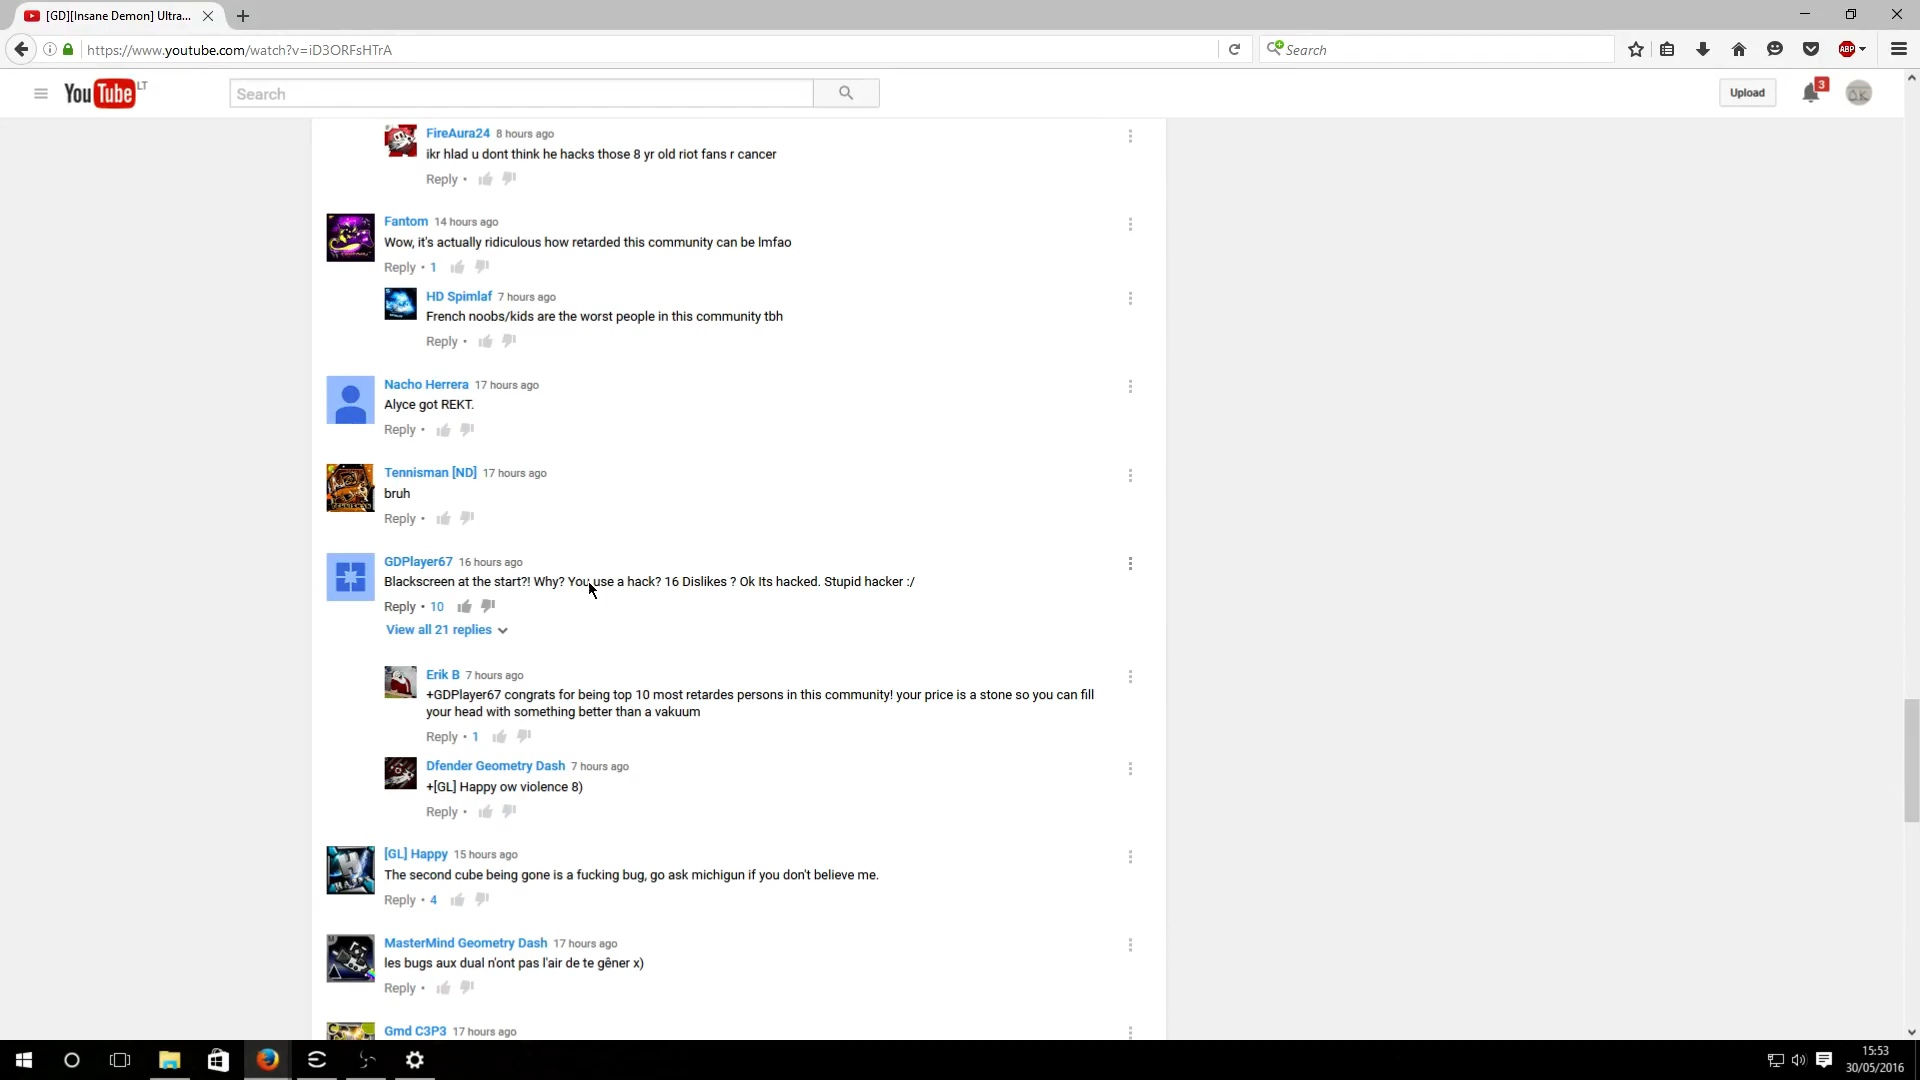 [GD][Insane Demon] Ultra...
https://www.youtube.com/watch?v=iD3ORFsHTrA
Search
ABP
YouTube LT
Search
Upload
3
FireAura24 8 hours ago
ikr hlad u dont think he hacks those 8 yr old riot fans r cancer
Reply •
Fantom 14 hours ago
Wow, it's actually ridiculous how retarded this community can be lmfao
Reply • 1
HD Spimlaf 7 hours ago
French noobs/kids are the worst people in this community tbh
Reply •
Nacho Herrera 17 hours ago
Alyce got REKT.
Reply •
Tennisman [ND] 17 hours ago
bruh
Reply •
GDPlayer67 16 hours ago
Blackscreen at the start?! Why? You use a hack? 16 Dislikes ? Ok Its hacked. Stupid hacker :/
Reply • 10
View all 21 replies
Erik B 7 hours ago
+GDPlayer67 congrats for being top 10 most retardes persons in this community! your price is a stone so you can fill
your head with something better than a vakuum
Reply • 1
Dfender Geometry Dash 7 hours ago
+[GL] Happy ow violence 8)
Reply •
[GL] Happy 15 hours ago
The second cube being gone is a fucking bug, go ask michigun if you don't believe me.
Reply • 4
MasterMind Geometry Dash 17 hours ago
les bugs aux dual n'ont pas l'air de te gêner x)
Reply •
Gmd C3P3 17 hours ago
15:53
30/05/2016